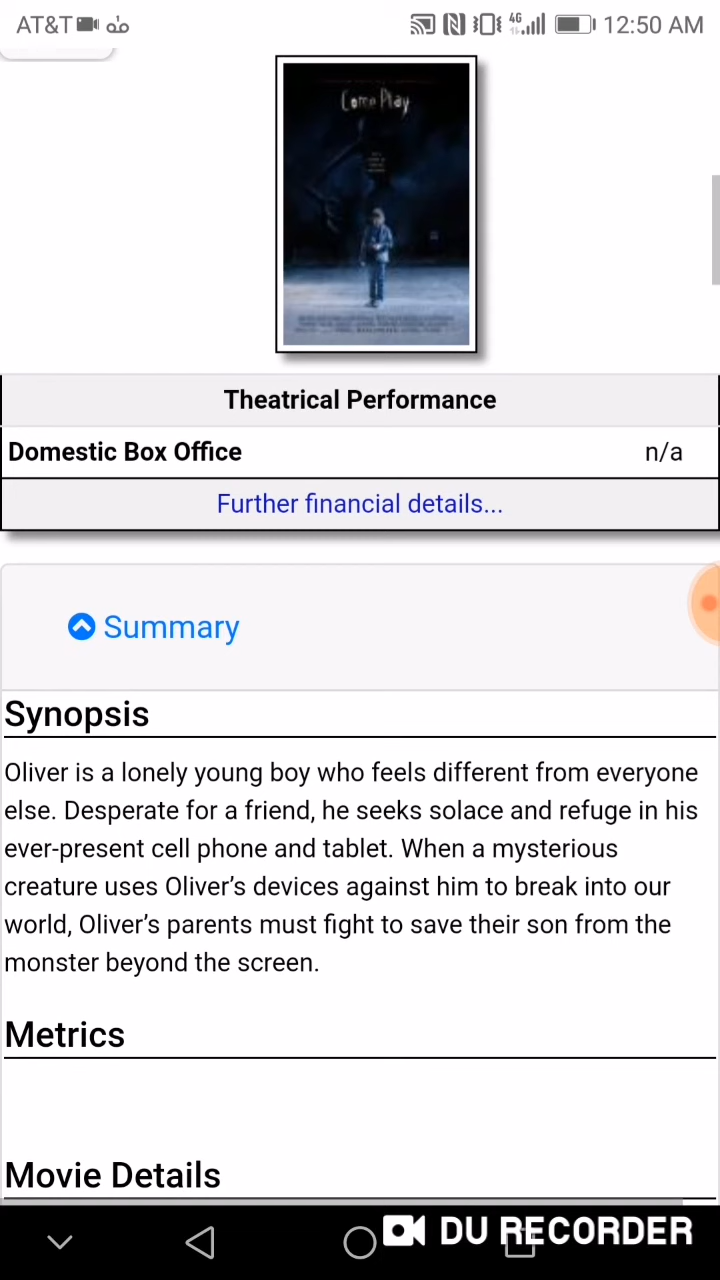 AT&T
4G
12:50 AM
Come Play
Theatrical Performance
Domestic Box Office n/a
Further financial details...
Summary
Synopsis
Oliver is a lonely young boy who feels different from everyone
else. Desperate for a friend, he seeks solace and refuge in his
ever-present cell phone and tablet. When a mysterious
creature uses Oliver’s devices against him to break into our
world, Oliver’s parents must fight to save their son from the
monster beyond the screen.
Metrics
Movie Details
DU RECORDER